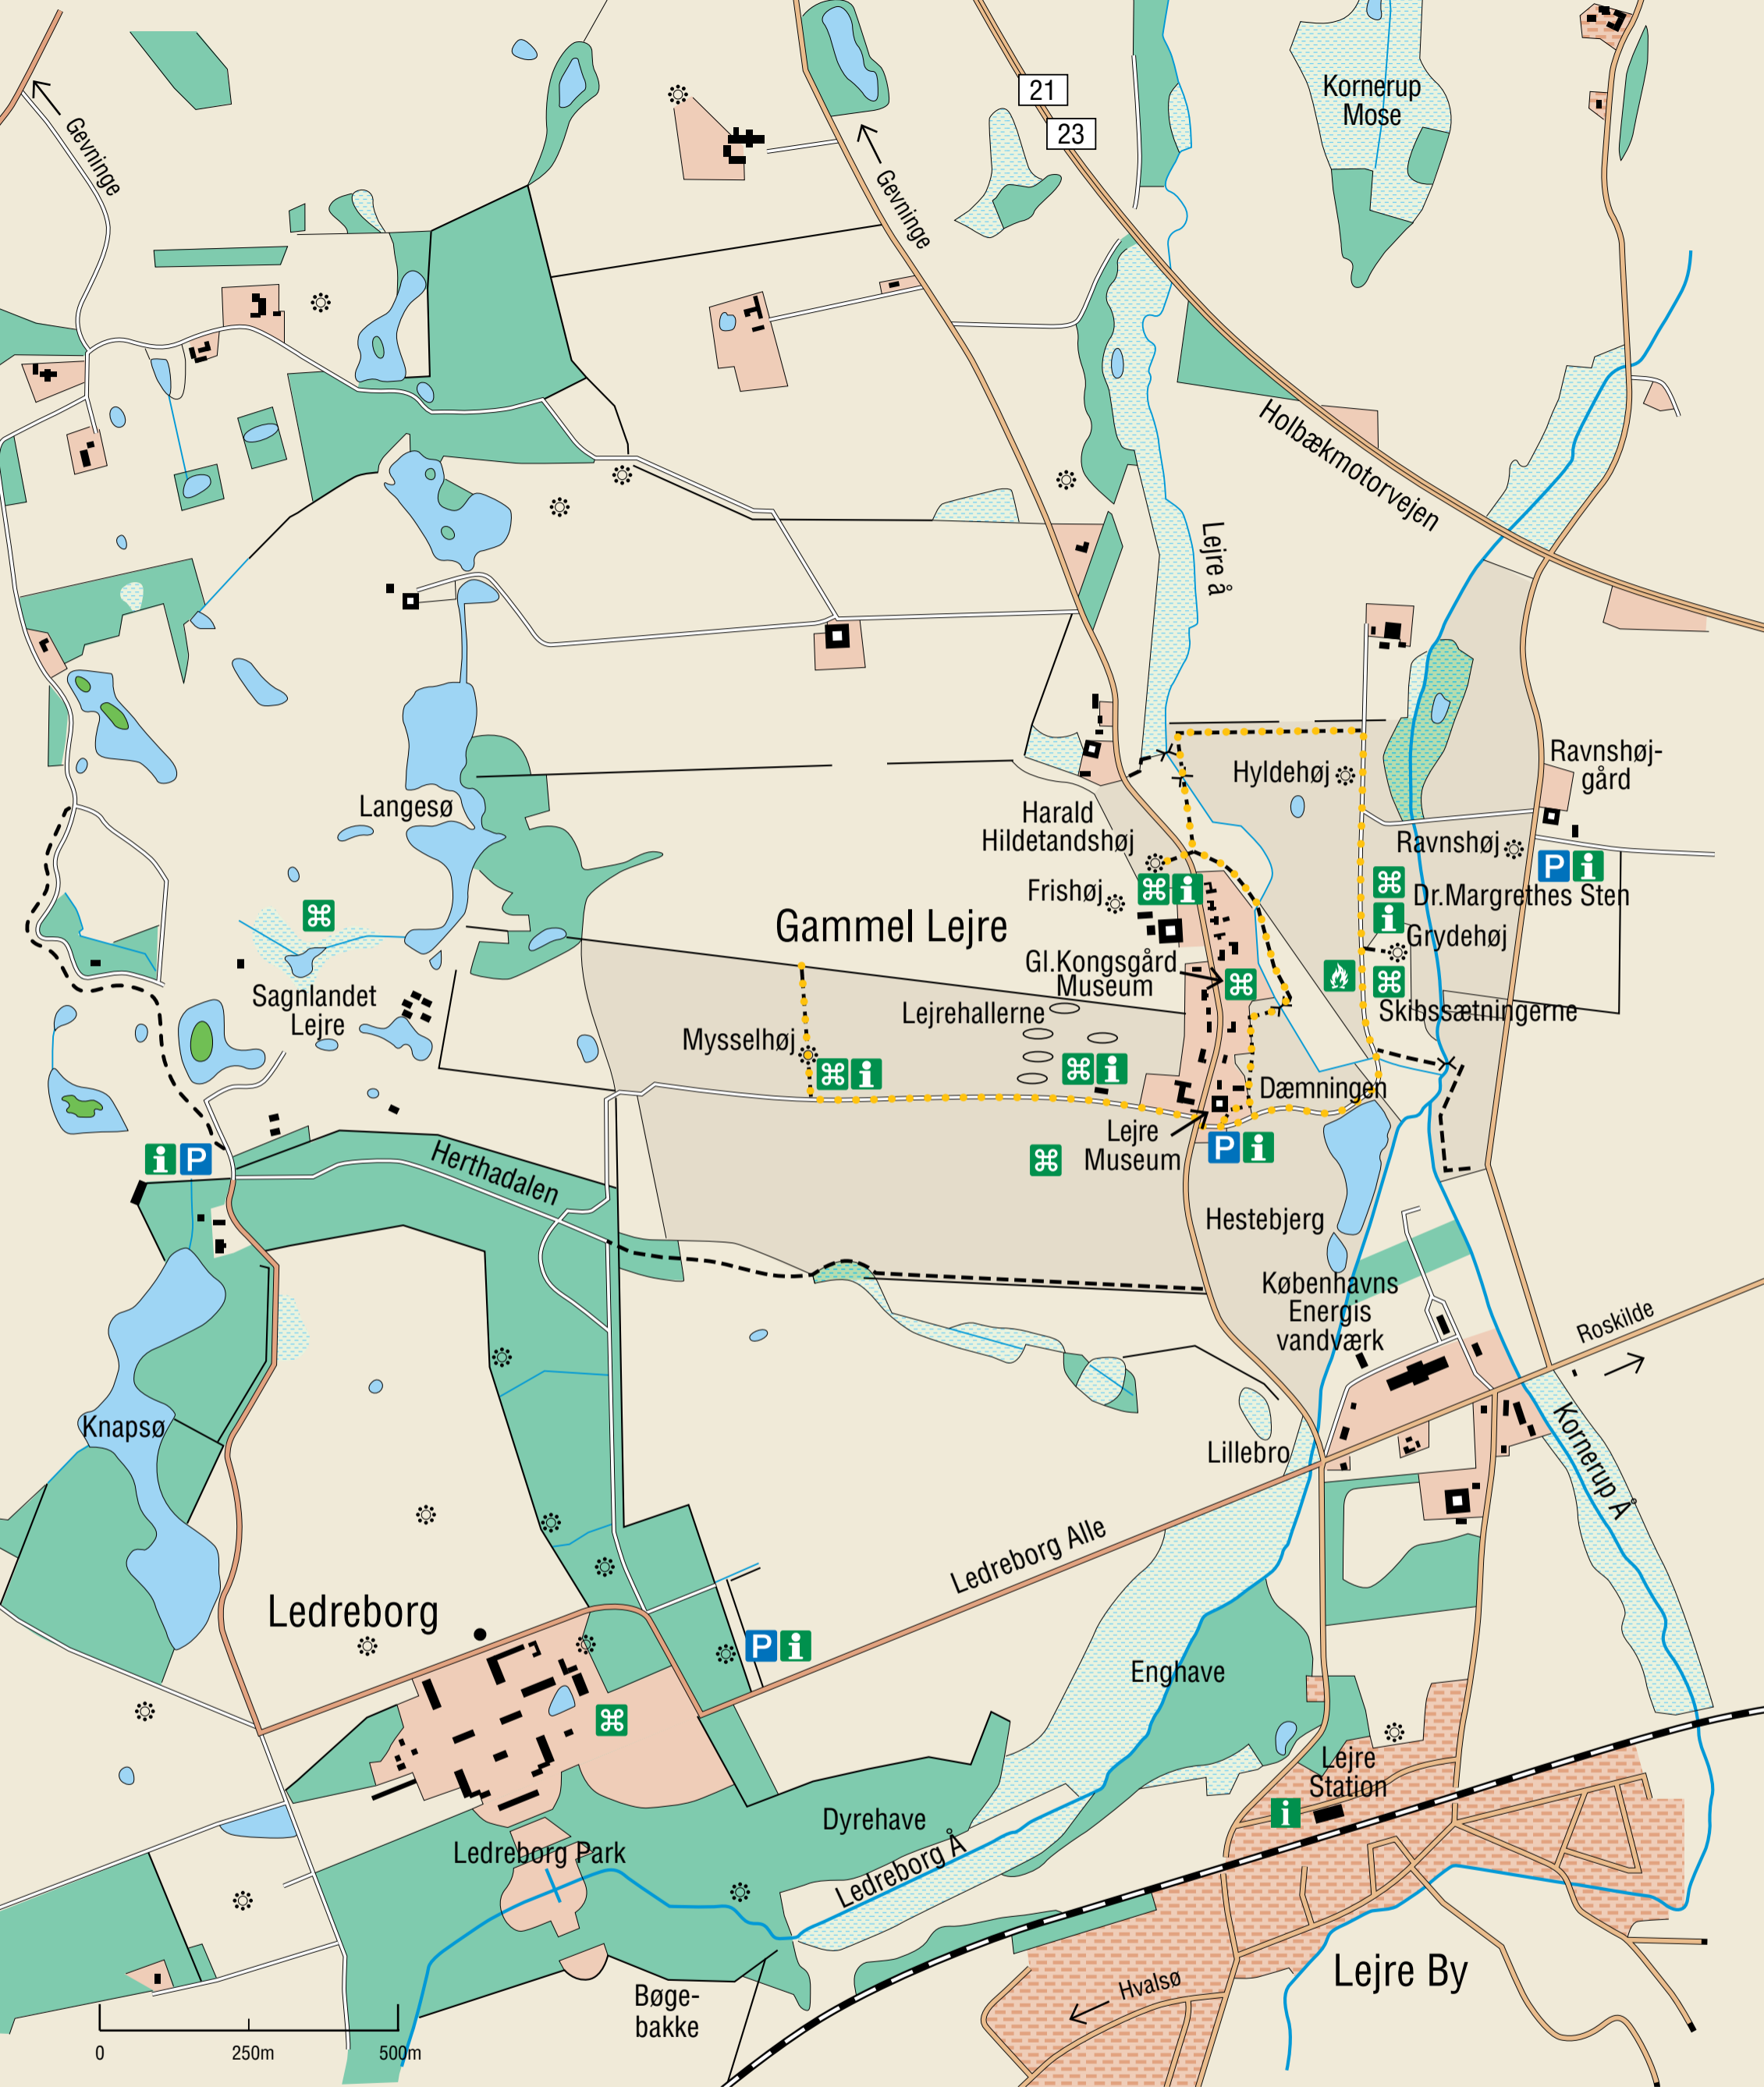 21
23
Kornerup
Mose
Gevninge
Gevninge
Holbækmotorvejen
Lejre å
Ravnshøj-
gård
Hyldehøj
Langesø
Harald
Hildetandshøj
Ravnshøj
P i
Frishøj
i
Dr.Margrethes Sten
i
Gammel Lejre
Grydehøj
Gl.Kongsgård
Museum
Sagnlandet
Lejre
Lejrehallerne
Skibssætningerne
Mysselhøj
i
i
Dæmningen
Lejre
Museum
P i
i P
Herthadalen
Hestebjerg
Københavns
Energis
vandværk
Roskilde
Knapsø
Lillebro
Kornerup Å
Ledreborg Alle
Ledreborg
P i
Enghave
Lejre
Station
i
Dyrehave
Ledreborg Park
Ledreborg Å
Lejre By
Hvalsø
Bøge-
bakke
0 250m 500m